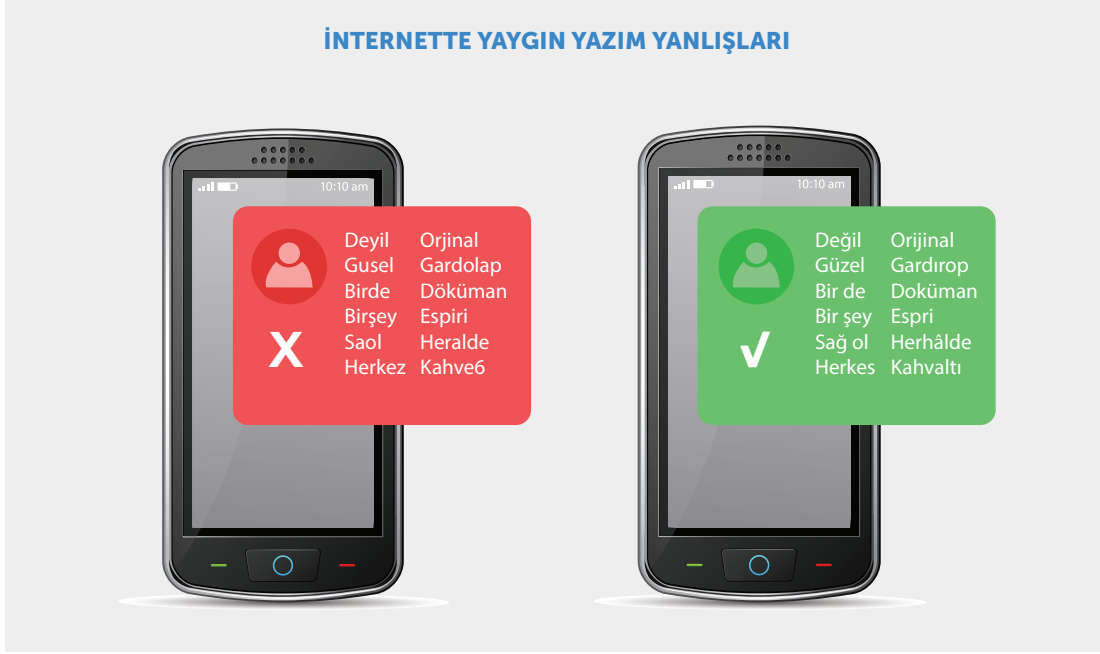 İNTERNETTE YAYGIN YAZIM YANLIŞLARI
10:10 am
Deyil Orjinal
Gusel Gardolap
Birde Döküman
Birşey Espiri
Saol Heralde
Herkez Kahve6
X
10:10 am
Değil Orijinal
Güzel Gardırop
Bir de Doküman
Bir şey Espri
Sağ ol Herhâlde
Herkes Kahvaltı
√